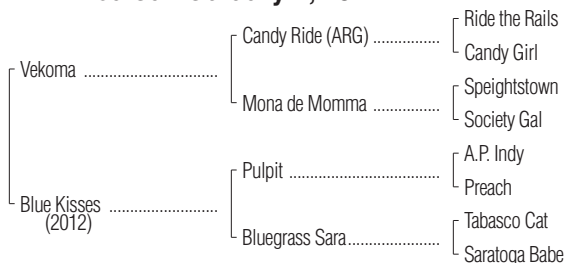 Ride the Rails
Candy Ride (ARG) ................
Candy Girl
Vekoma ................................
Speightstown
Mona de Momma ................
Society Gal
A.P. Indy
Pulpit ....................................
Preach
Blue Kisses ..........................
(2012)
Tabasco Cat
Bluegrass Sara......................
Saratoga Babe